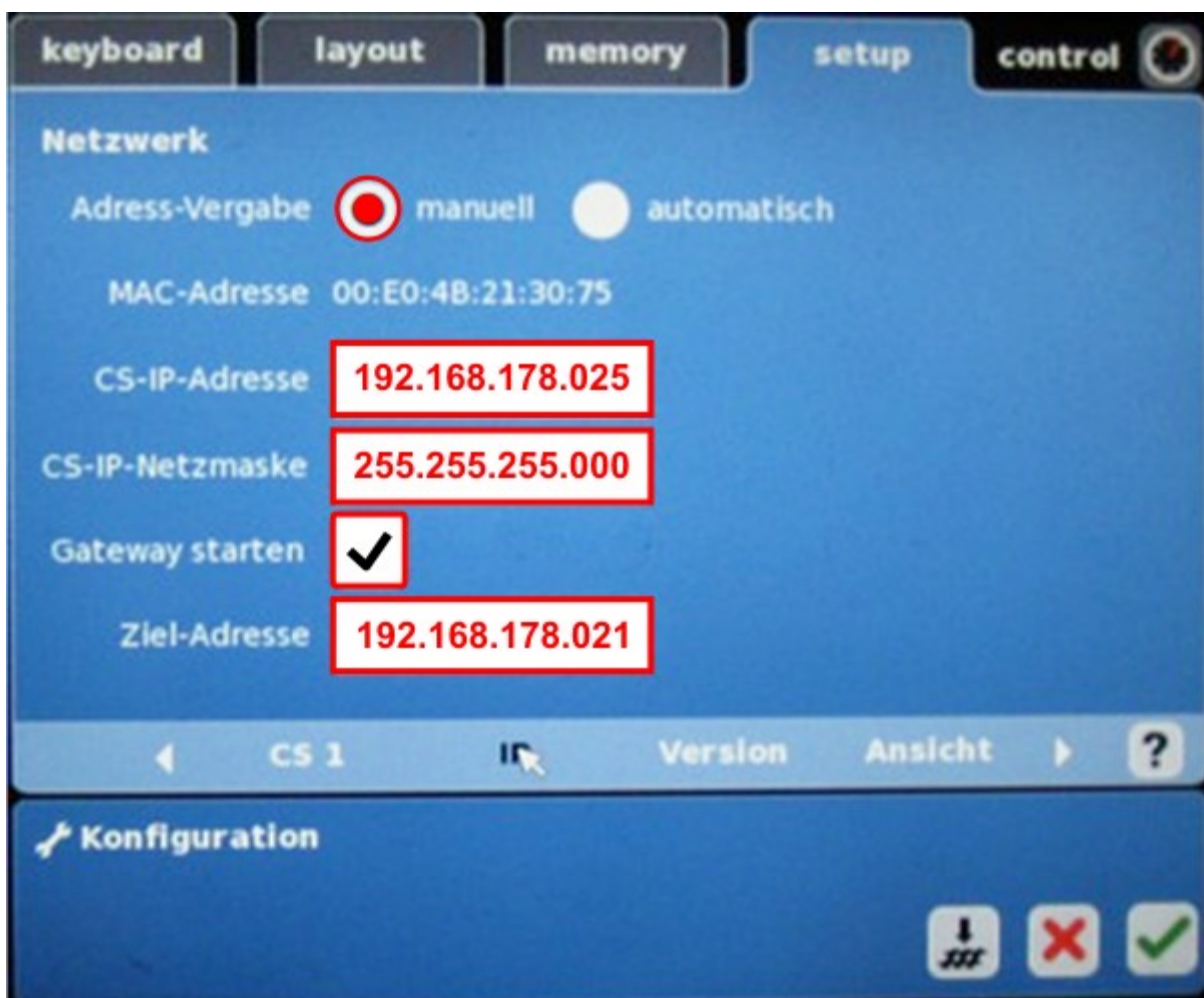 keyboard layout memory setup control
Netzwerk
Adress-Vergabe manuell automatisch
MAC-Adresse 00:E0:4B:21:30:75
CS-IP-Adresse 192.168.178.025
CS-IP-Netzmaske 255.255.255.000
Gateway starten
Ziel-Adresse 192.168.178.021
CS 1 IP Version Ansicht ?
Konfiguration